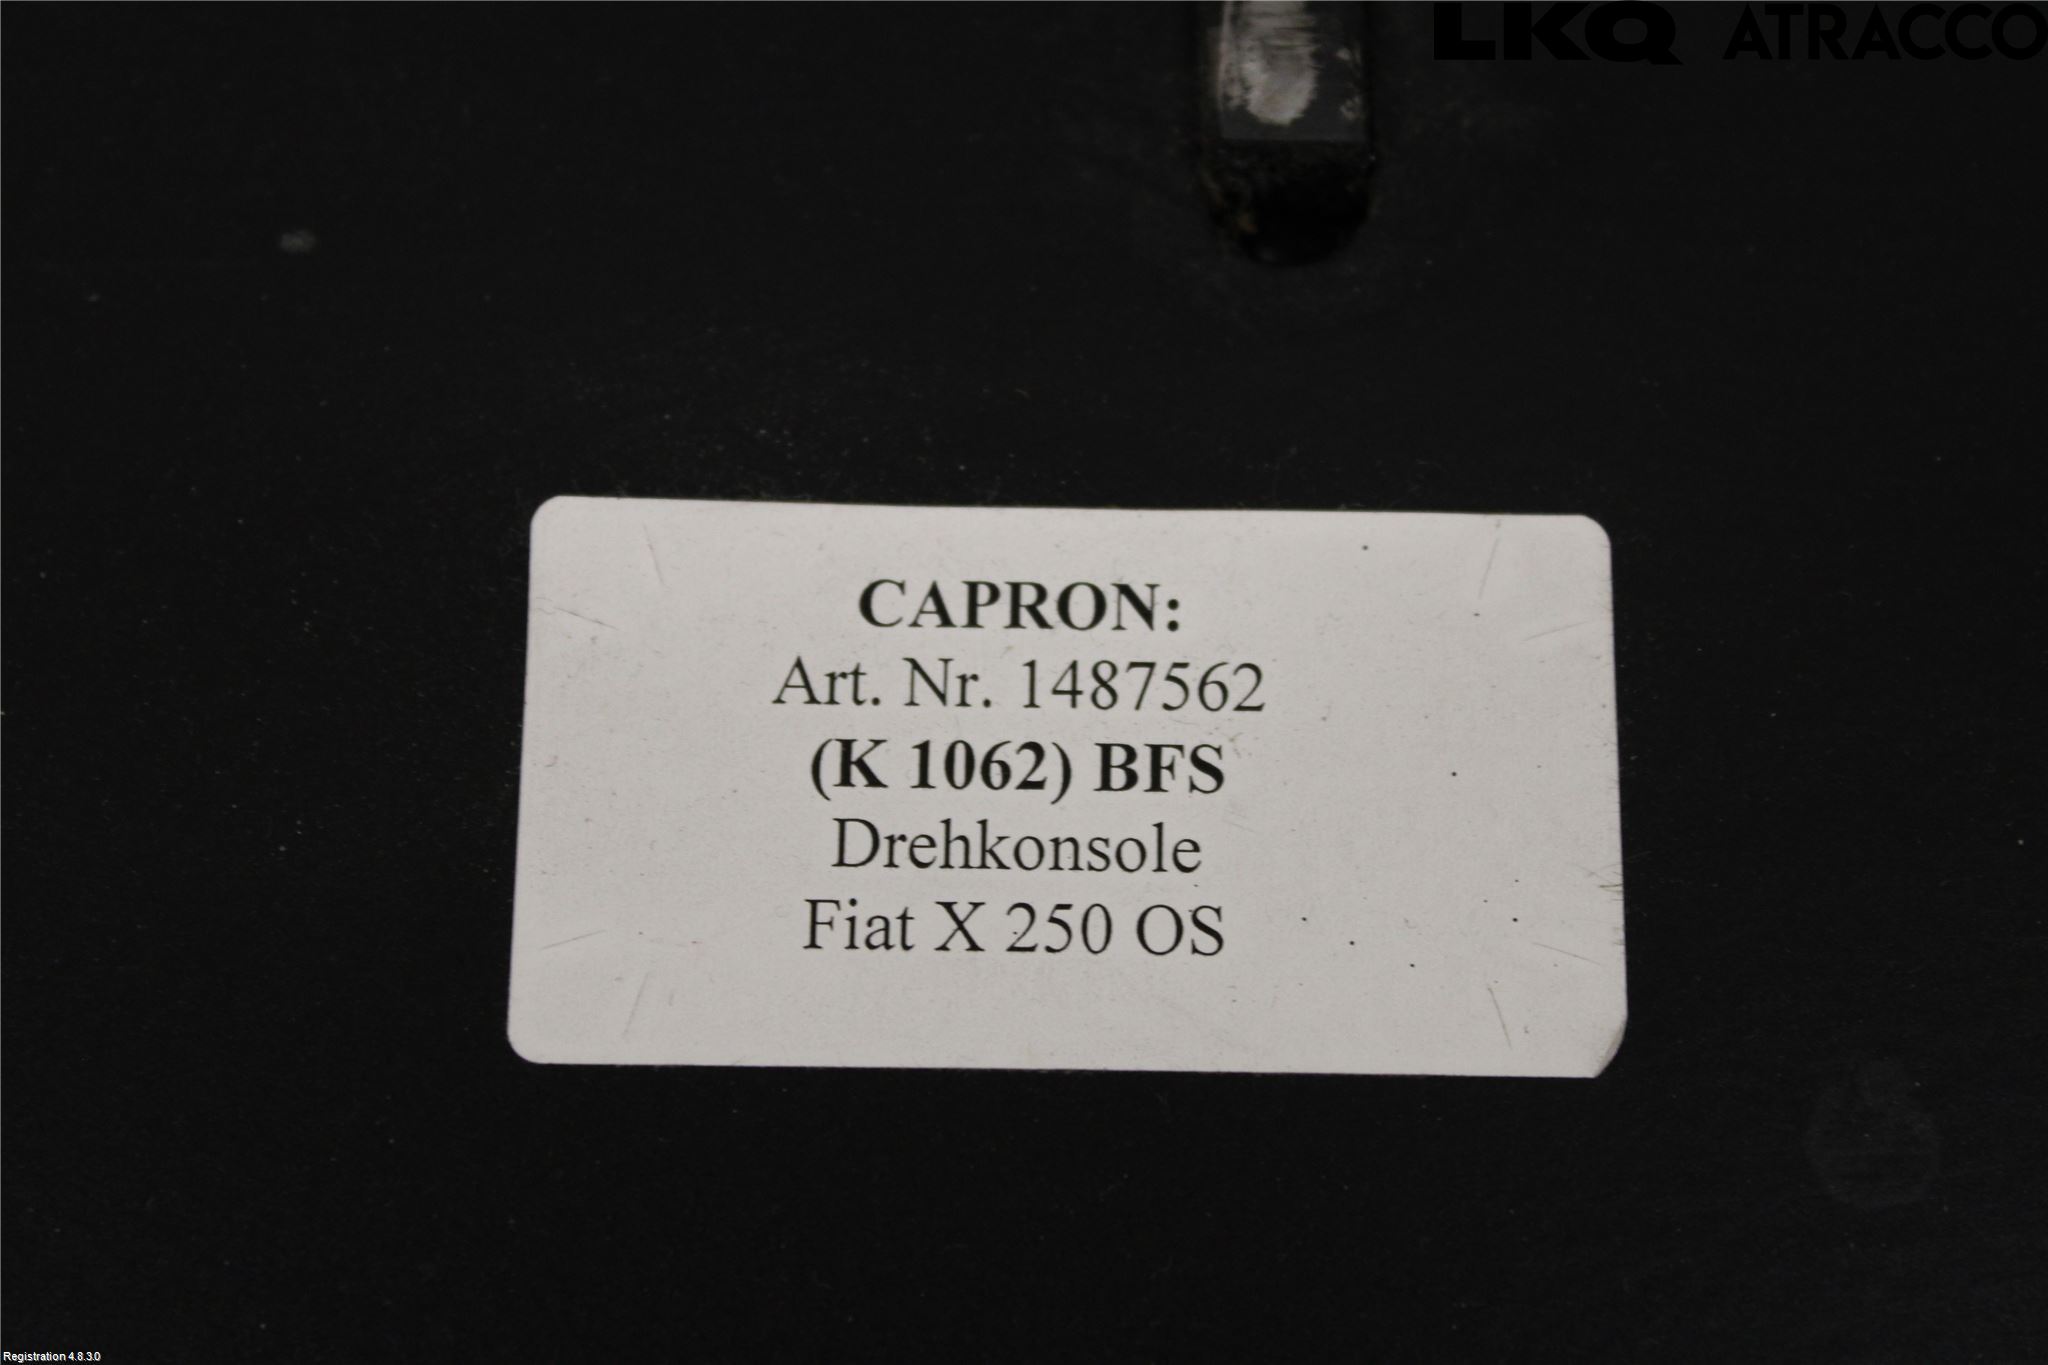 LKQ ATRACCO
CAPRON:
Art. Nr. 1487562
(K 1062) BFS
Drehkonsole
Fiat X 250 OS
Registration 4.8.3.0